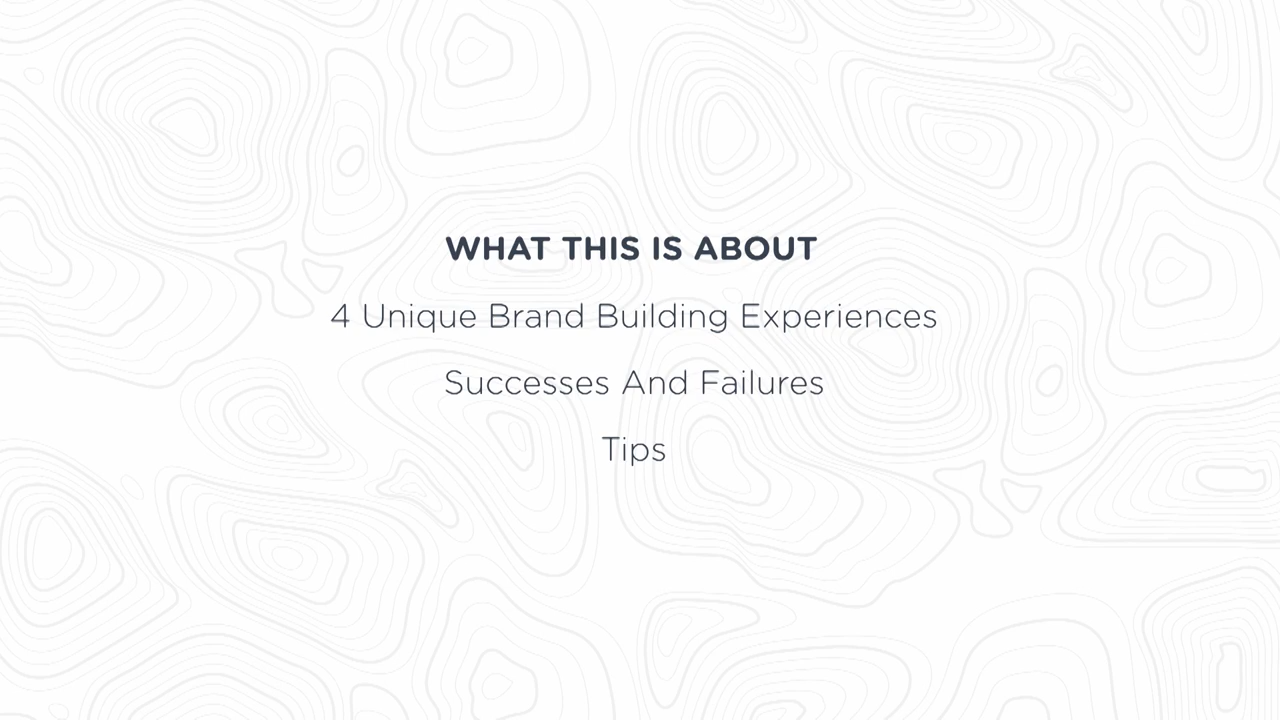 WHAT THIS IS ABOUT
4 Unique Brand Building Experiences
Successes And Failures
Tips